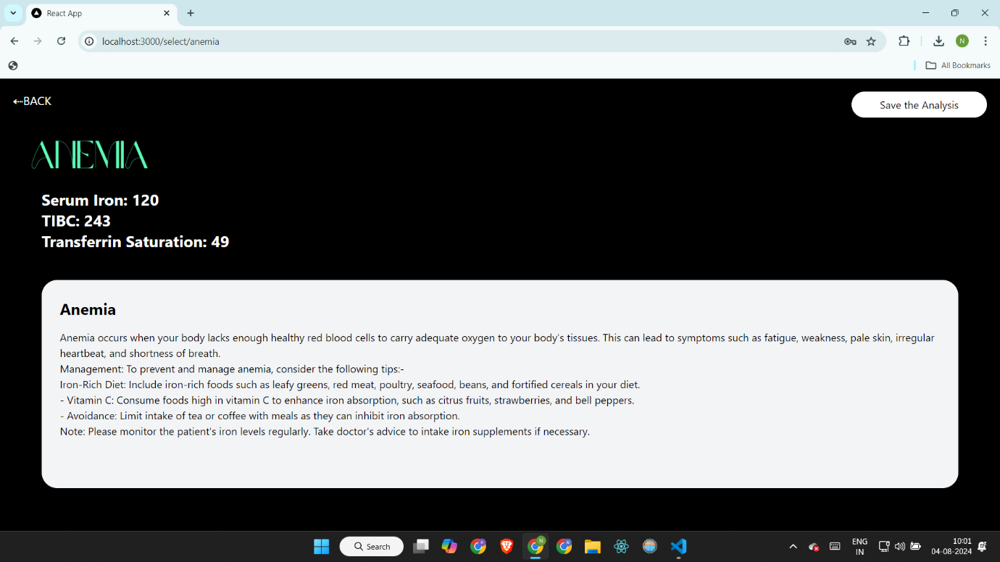 React App
localhost:3000/select/anemia
N
All Bookmarks
⇠BACK
Save the Analysis
ANEMIA
Serum Iron: 120
TIBC: 243
Transferrin Saturation: 49
Anemia
Anemia occurs when your body lacks enough healthy red blood cells to carry adequate oxygen to your body's tissues. This can lead to symptoms such as fatigue, weakness, pale skin, irregular
heartbeat, and shortness of breath.
Management: To prevent and manage anemia, consider the following tips:-
Iron-Rich Diet: Include iron-rich foods such as leafy greens, red meat, poultry, seafood, beans, and fortified cereals in your diet.
- Vitamin C: Consume foods high in vitamin C to enhance iron absorption, such as citrus fruits, strawberries, and bell peppers.
- Avoidance: Limit intake of tea or coffee with meals as they can inhibit iron absorption.
Note: Please monitor the patient's iron levels regularly. Take doctor's advice to intake iron supplements if necessary.
Search
ENG
IN
10:01
04-08-2024